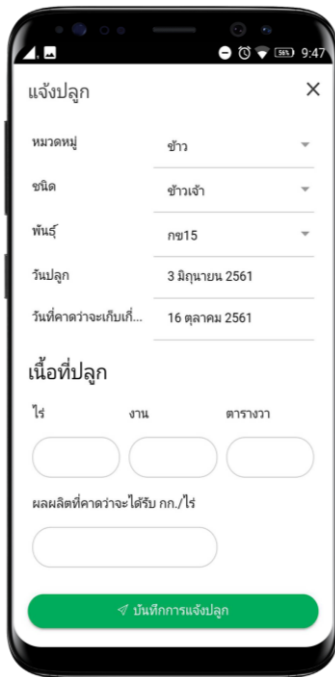 56% 9:47
แจ้งปลูก ×
หมวดหมู่ ข้าว
ชนิด ข้าวเจ้า
พันธุ์ กข15
วันปลูก 3 มิถุนายน 2561
วันที่คาดว่าจะเก็บเกี่... 16 ตุลาคม 2561
เนื้อที่ปลูก
ไร่ งาน ตารางวา
ผลผลิตที่คาดว่าจะได้รับ กก./ไร่
บันทึกการแจ้งปลูก